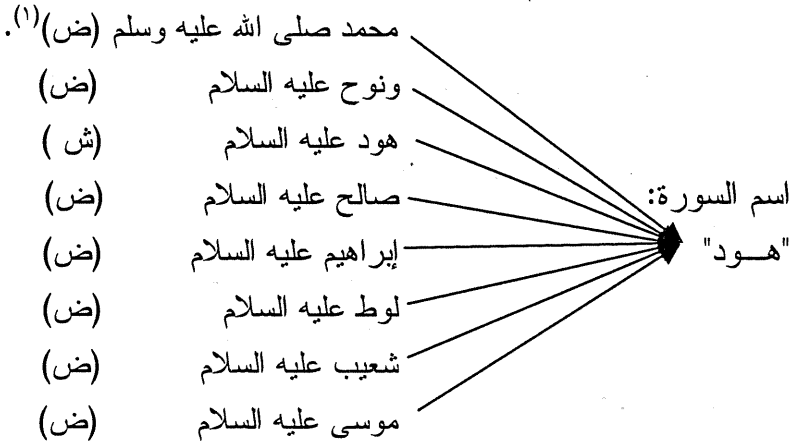 محمد صلى الله عليه وسلم (ض)(١).
ونوح عليه السلام (ض)
هود عليه السلام (ش )
صالح عليه السلام (ض)
اسم السورة:
إبراهيم عليه السلام (ض)
"هـــود"
لوط عليه السلام (ض)
شعيب عليه السلام (ض)
موسى عليه السلام (ض)